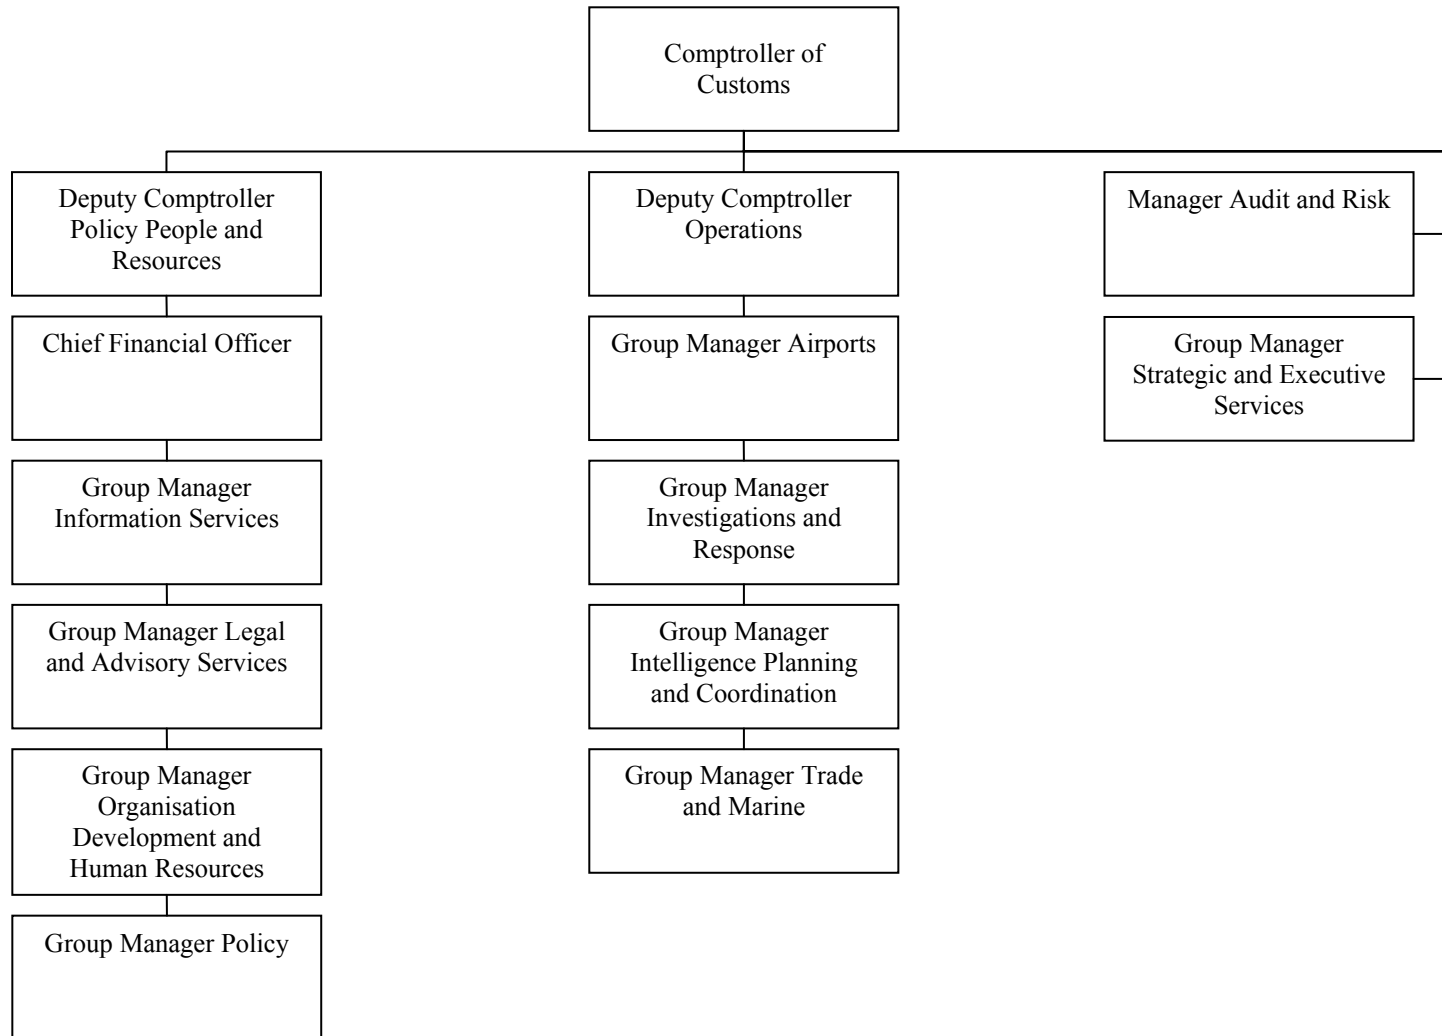 Comptroller of
Customs
Deputy Comptroller
Policy People and
Resources
Deputy Comptroller
Operations
Manager Audit and Risk
Chief Financial Officer
Group Manager Airports
Group Manager
Strategic and Executive
Services
Group Manager
Information Services
Group Manager
Investigations and
Response
Group Manager Legal
and Advisory Services
Group Manager
Intelligence Planning
and Coordination
Group Manager
Organisation
Development and
Human Resources
Group Manager Trade
and Marine
Group Manager Policy